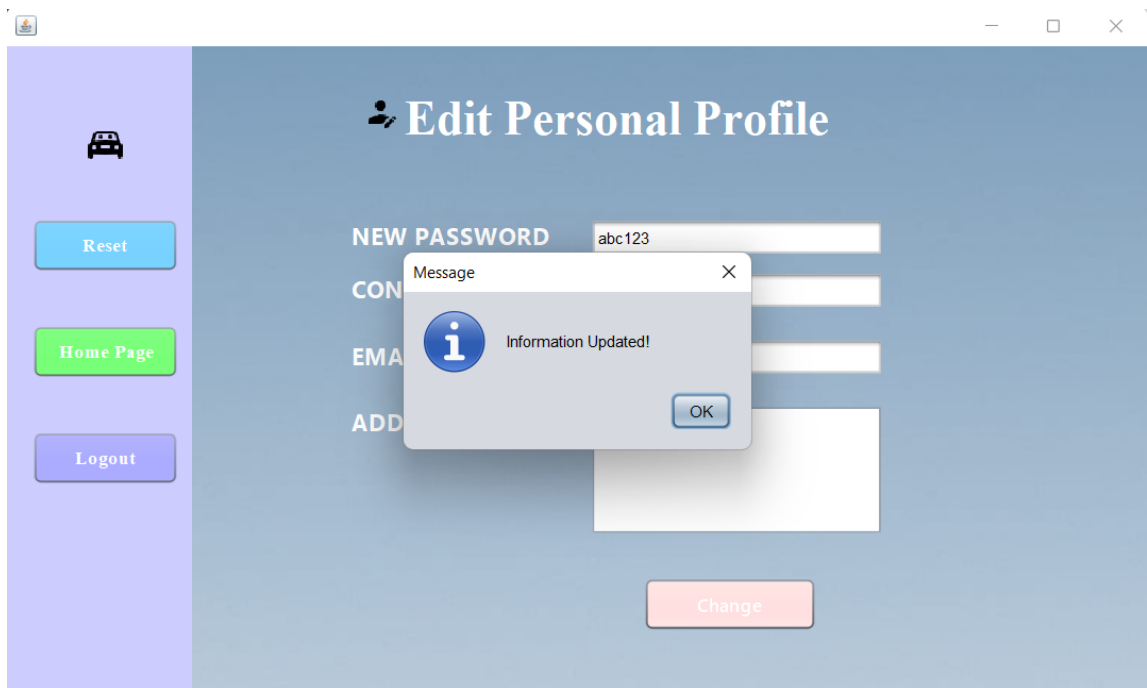 Edit Personal Profile
Reset
NEW PASSWORD
abc123
Message
CON
Information Updated!
Home Page
EMA
OK
ADD
Logout
Change